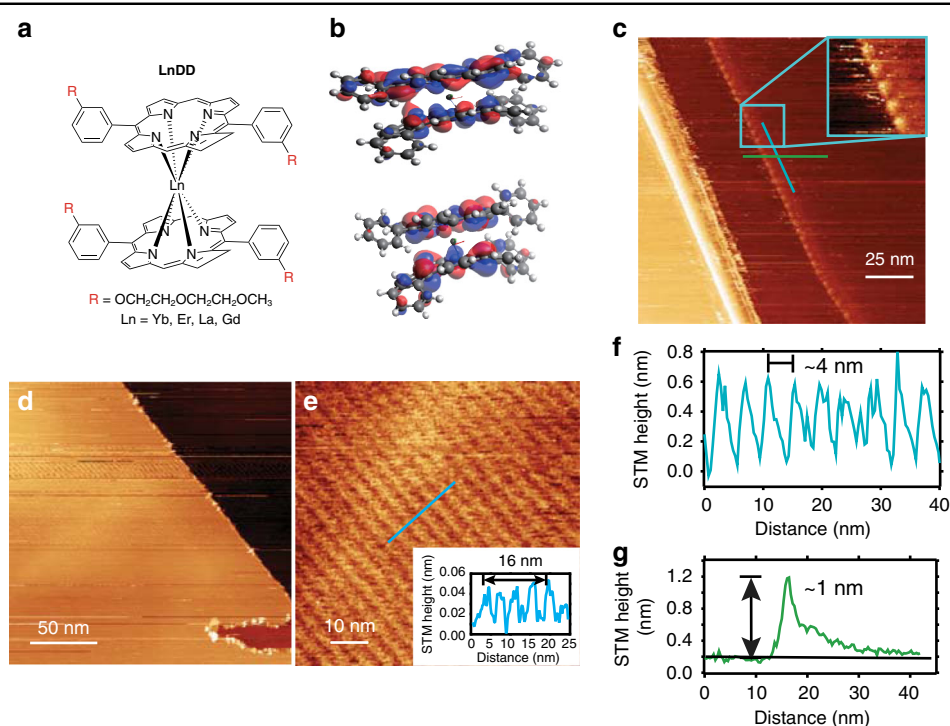 a
LnDD
R
N
N
N
N
R
Ln
R
N
N
N
N
R
R = OCH₂CH₂OCH₂CH₂OCH₃
Ln = Yb, Er, La, Gd
b
c
25 nm
d
50 nm
e
10 nm
16 nm
STM height (nm)
0.06
0.04
0.02
0.00
0 5 10 15 20 25
Distance (nm)
f
STM height (nm)
0.8
0.6
0.4
0.2
0.0
~4 nm
0 10 20 30 40
Distance (nm)
g
STM height
(nm)
1.2
0.8
0.4
0.0
~1 nm
0 10 20 30 40
Distance (nm)